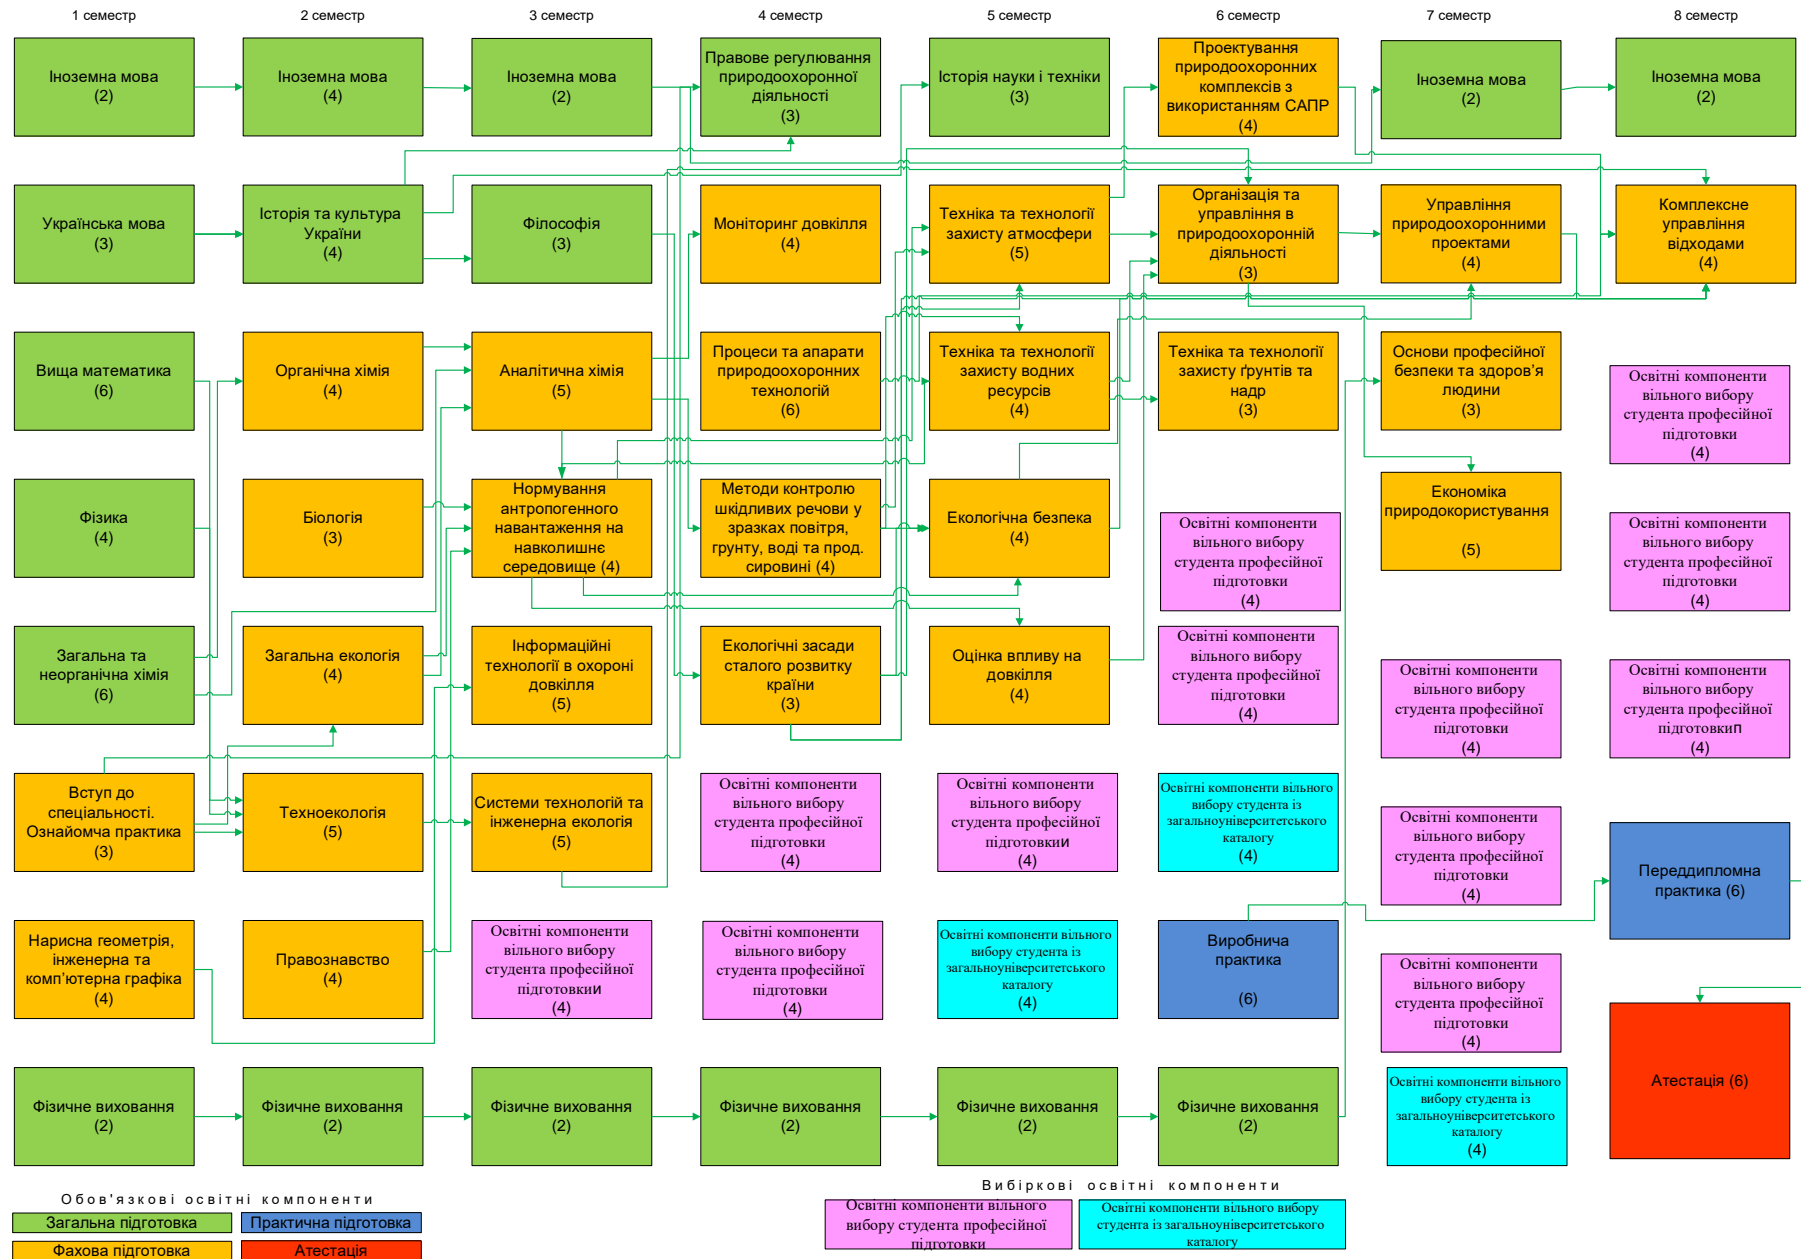 1 семестр
2 семестр
3 семестр
4 семестр
5 семестр
6 семестр
7 семестр
8 семестр
Іноземна мова
(2)
Іноземна мова
(4)
Іноземна мова
(2)
Правове регулювання
природоохоронної
діяльності
(3)
Історія науки і техніки
(3)
Проектування
природоохоронних
комплексів з
використанням САПР
(4)
Іноземна мова
(2)
Іноземна мова
(2)
Українська мова
(3)
Історія та культура
України
(4)
Філософія
(3)
Моніторинг довкілля
(4)
Техніка та технології
захисту атмосфери
(5)
Організація та
управління в
природоохоронній
діяльності
(3)
Управління
природоохоронними
проектами
(4)
Комплексне
управління
відходами
(4)
Вища математика
(6)
Органічна хімія
(4)
Аналітична хімія
(5)
Процеси та апарати
природоохоронних
технологій
(6)
Техніка та технології
захисту водних
ресурсів
(4)
Техніка та технології
захисту ґрунтів та
надр
(3)
Основи професійної
безпеки та здоров’я
людини
(3)
Освітні компоненти
вільного вибору
студента професійної
підготовки
(4)
Фізика
(4)
Біологія
(3)
Нормування
антропогенного
навантаження на
навколишнє
середовище (4)
Методи контролю
шкідливих речови у
зразках повітря,
грунту, воді та прод.
сировині (4)
Екологічна безпека
(4)
Освітні компоненти
вільного вибору
студента професійної
підготовки
(4)
Економіка
природокористування
(5)
Освітні компоненти
вільного вибору
студента професійної
підготовки
(4)
Загальна та
неорганічна хімія
(6)
Загальна екологія
(4)
Інформаційні
технології в охороні
довкілля
(5)
Екологічні засади
сталого розвитку
країни
(3)
Оцінка впливу на
довкілля
(4)
Освітні компоненти
вільного вибору
студента професійної
підготовки
(4)
Освітні компоненти
вільного вибору
студента професійної
підготовки
(4)
Освітні компоненти
вільного вибору
студента професійної
підготовкиП
(4)
Вступ до
спеціальності.
Ознайомча практика
(3)
Техноекологія
(5)
Системи технологій та
інженерна екологія
(5)
Освітні компоненти
вільного вибору
студента професійної
підготовки
(4)
Освітні компоненти
вільного вибору
студента професійної
підготовкии
(4)
Освітні компоненти вільного
вибору студента із
загальноуніверситетського
каталогу
(4)
Освітні компоненти
вільного вибору
студента професійної
підготовки
(4)
Переддипломна
практика (6)
Нарисна геометрія,
інженерна та
комп’ютерна графіка
(4)
Правознавство
(4)
Освітні компоненти
вільного вибору
студента професійної
підготовкии
(4)
Освітні компоненти
вільного вибору
студента професійної
підготовки
(4)
Освітні компоненти вільного
вибору студента із
загальноуніверситетського
каталогу
(4)
Виробнича
практика
(6)
Освітні компоненти
вільного вибору
студента професійної
підготовки
(4)
Атестація (6)
Фізичне виховання
(2)
Фізичне виховання
(2)
Фізичне виховання
(2)
Фізичне виховання
(2)
Фізичне виховання
(2)
Фізичне виховання
(2)
Освітні компоненти вільного
вибору студента із
загальноуніверситетського
каталогу
(4)
Обов'язкові освітні компоненти
Загальна підготовка
Практична підготовка
Фахова підготовка
Атестація
Вибіркові освітні компоненти
Освітні компоненти вільного
вибору студента професійної
підготовки
Освітні компоненти вільного вибору
студента із загальноуніверситетського
каталогу